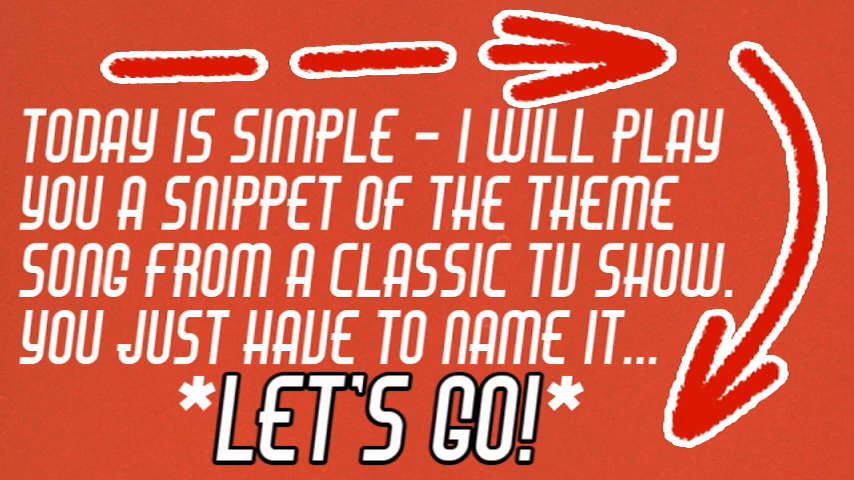 TODAY IS SIMPLE - I WILL PLAY
YOU A SNIPPET OF THE THEME
SONG FROM A CLASSIC TV SHOW.
YOU JUST HAVE TO NAME IT...
*LET'S GO!*